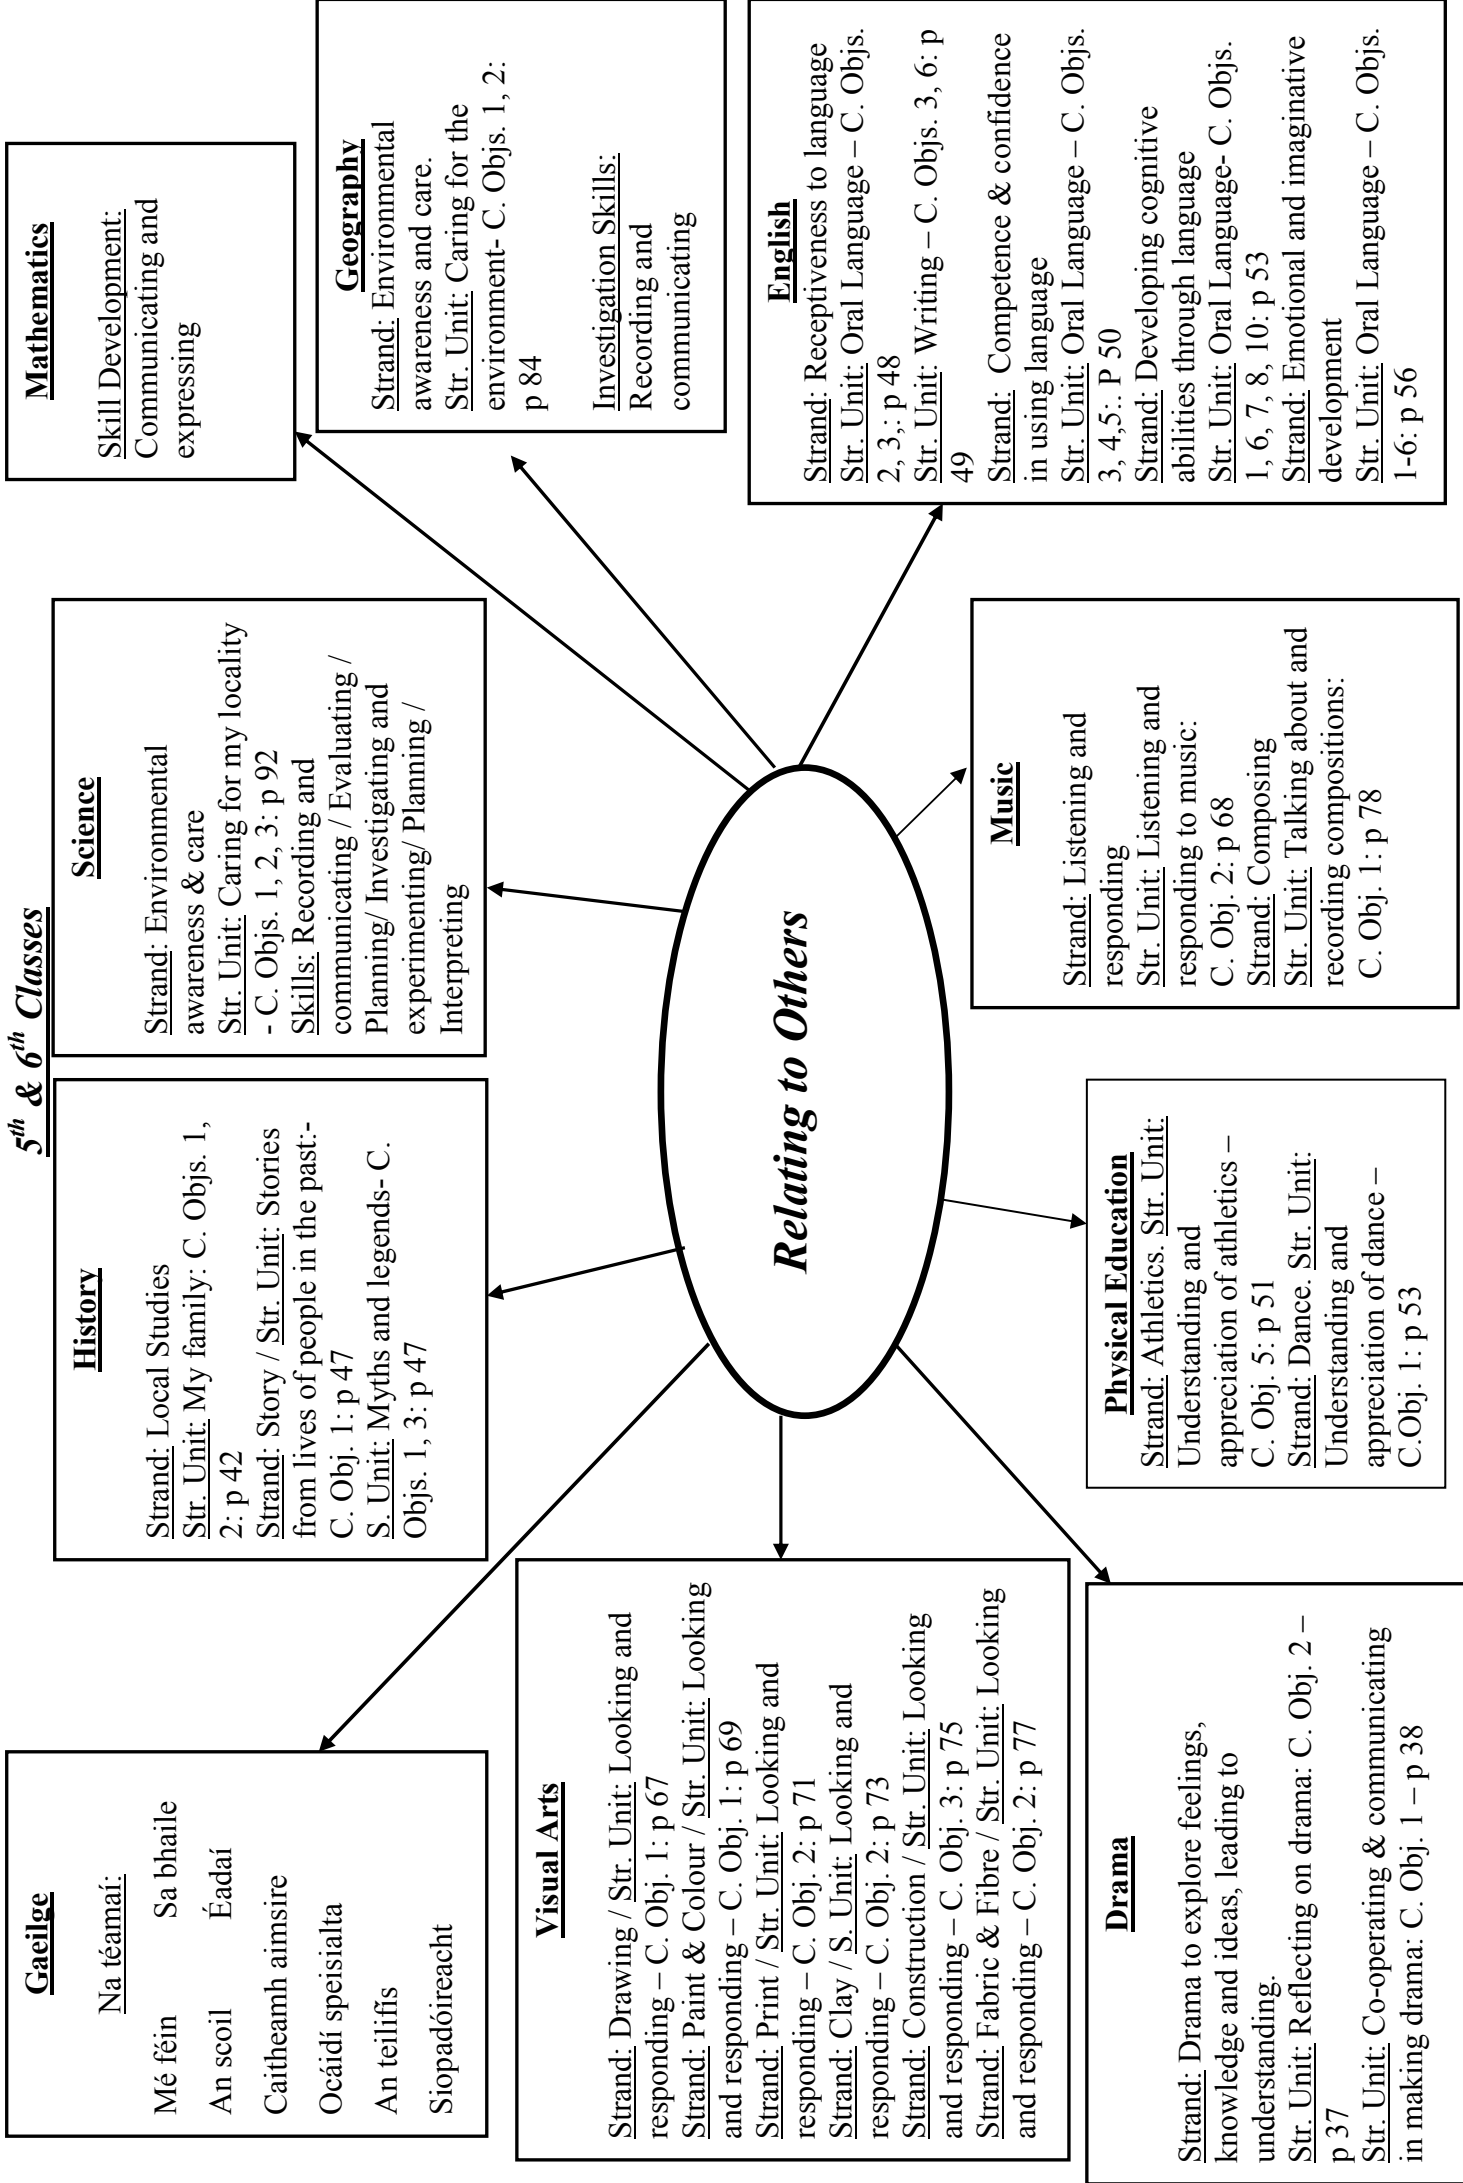 5th & 6th Classes
Gaeilge
Na téamaí:
Mé féin Sa bhaile
An scoil Éadaí
Caitheamh aimsire
Ocáidí speisialta
An teilifís
Siopadóireacht
History
Strand: Local Studies
Str. Unit: My family: C. Objs. 1,
2: p 42
Strand: Story / Str. Unit: Stories
from lives of people in the past:-
C. Obj. 1: p 47
S. Unit: Myths and legends- C.
Objs. 1, 3: p 47
Science
Strand: Environmental
awareness & care
Str. Unit: Caring for my locality
- C. Objs. 1, 2, 3: p 92
Skills: Recording and
communicating / Evaluating /
Planning/ Investigating and
experimenting/ Planning /
Interpreting
Mathematics
Skill Development:
Communicating and
expressing
Geography
Strand: Environmental
awareness and care.
Str. Unit: Caring for the
environment- C. Objs. 1, 2:
p 84
Investigation Skills:
Recording and
communicating
Visual Arts
Strand: Drawing / Str. Unit: Looking and
responding – C. Obj. 1: p 67
Strand: Paint & Colour / Str. Unit: Looking
and responding – C. Obj. 1: p 69
Strand: Print / Str. Unit: Looking and
responding – C. Obj. 2: p 71
Strand: Clay / S. Unit: Looking and
responding – C. Obj. 2: p 73
Strand: Construction / Str. Unit: Looking
and responding – C. Obj. 3: p 75
Strand: Fabric & Fibre / Str. Unit: Looking
and responding – C. Obj. 2: p 77
Relating to Others
English
Strand: Receptiveness to language
Str. Unit: Oral Language – C. Objs.
2, 3,: p 48
Str. Unit: Writing – C. Objs. 3, 6: p
49
Strand: Competence & confidence
in using language
Str. Unit: Oral Language – C. Objs.
3, 4,5:. P 50
Strand: Developing cognitive
abilities through language
Str. Unit: Oral Language- C. Objs.
1, 6, 7, 8, 10: p 53
Strand: Emotional and imaginative
development
Str. Unit: Oral Language – C. Objs.
1-6: p 56
Drama
Strand: Drama to explore feelings,
knowledge and ideas, leading to
understanding.
Str. Unit: Reflecting on drama: C. Obj. 2 –
p 37
Str. Unit: Co-operating & communicating
in making drama: C. Obj. 1 – p 38
Physical Education
Strand: Athletics. Str. Unit:
Understanding and
appreciation of athletics –
C. Obj. 5: p 51
Strand: Dance. Str. Unit:
Understanding and
appreciation of dance –
C.Obj. 1: p 53
Music
Strand: Listening and
responding
Str. Unit: Listening and
responding to music:
C. Obj. 2: p 68
Strand: Composing
Str. Unit: Talking about and
recording compositions:
C. Obj. 1: p 78